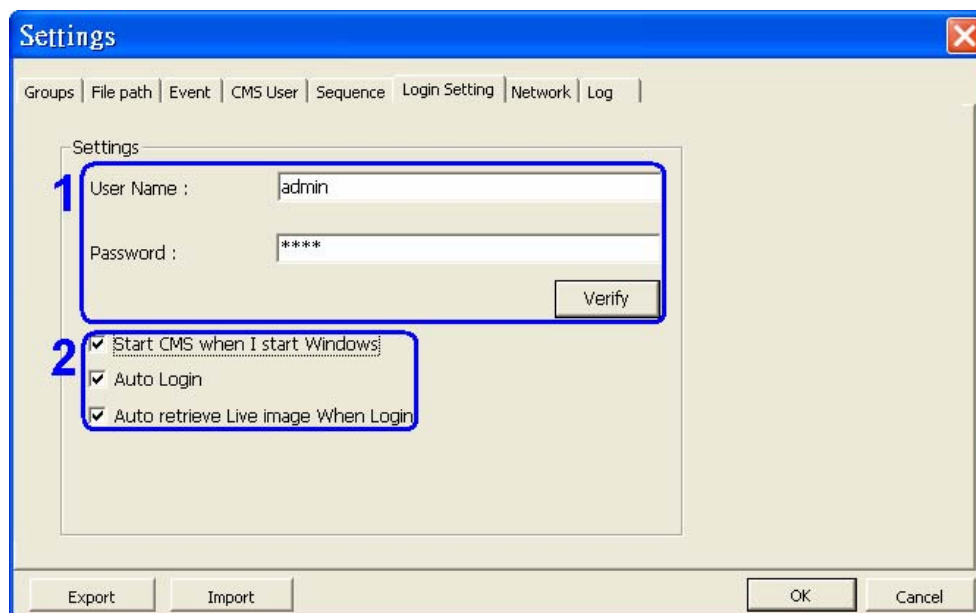 Settings
Groups File path Event CMS User Sequence Login Setting Network Log
Settings
1
User Name : admin
Password : ****
Verify
2
Start CMS when I start Windows
Auto Login
Auto retrieve Live image When Login
Export Import OK Cancel